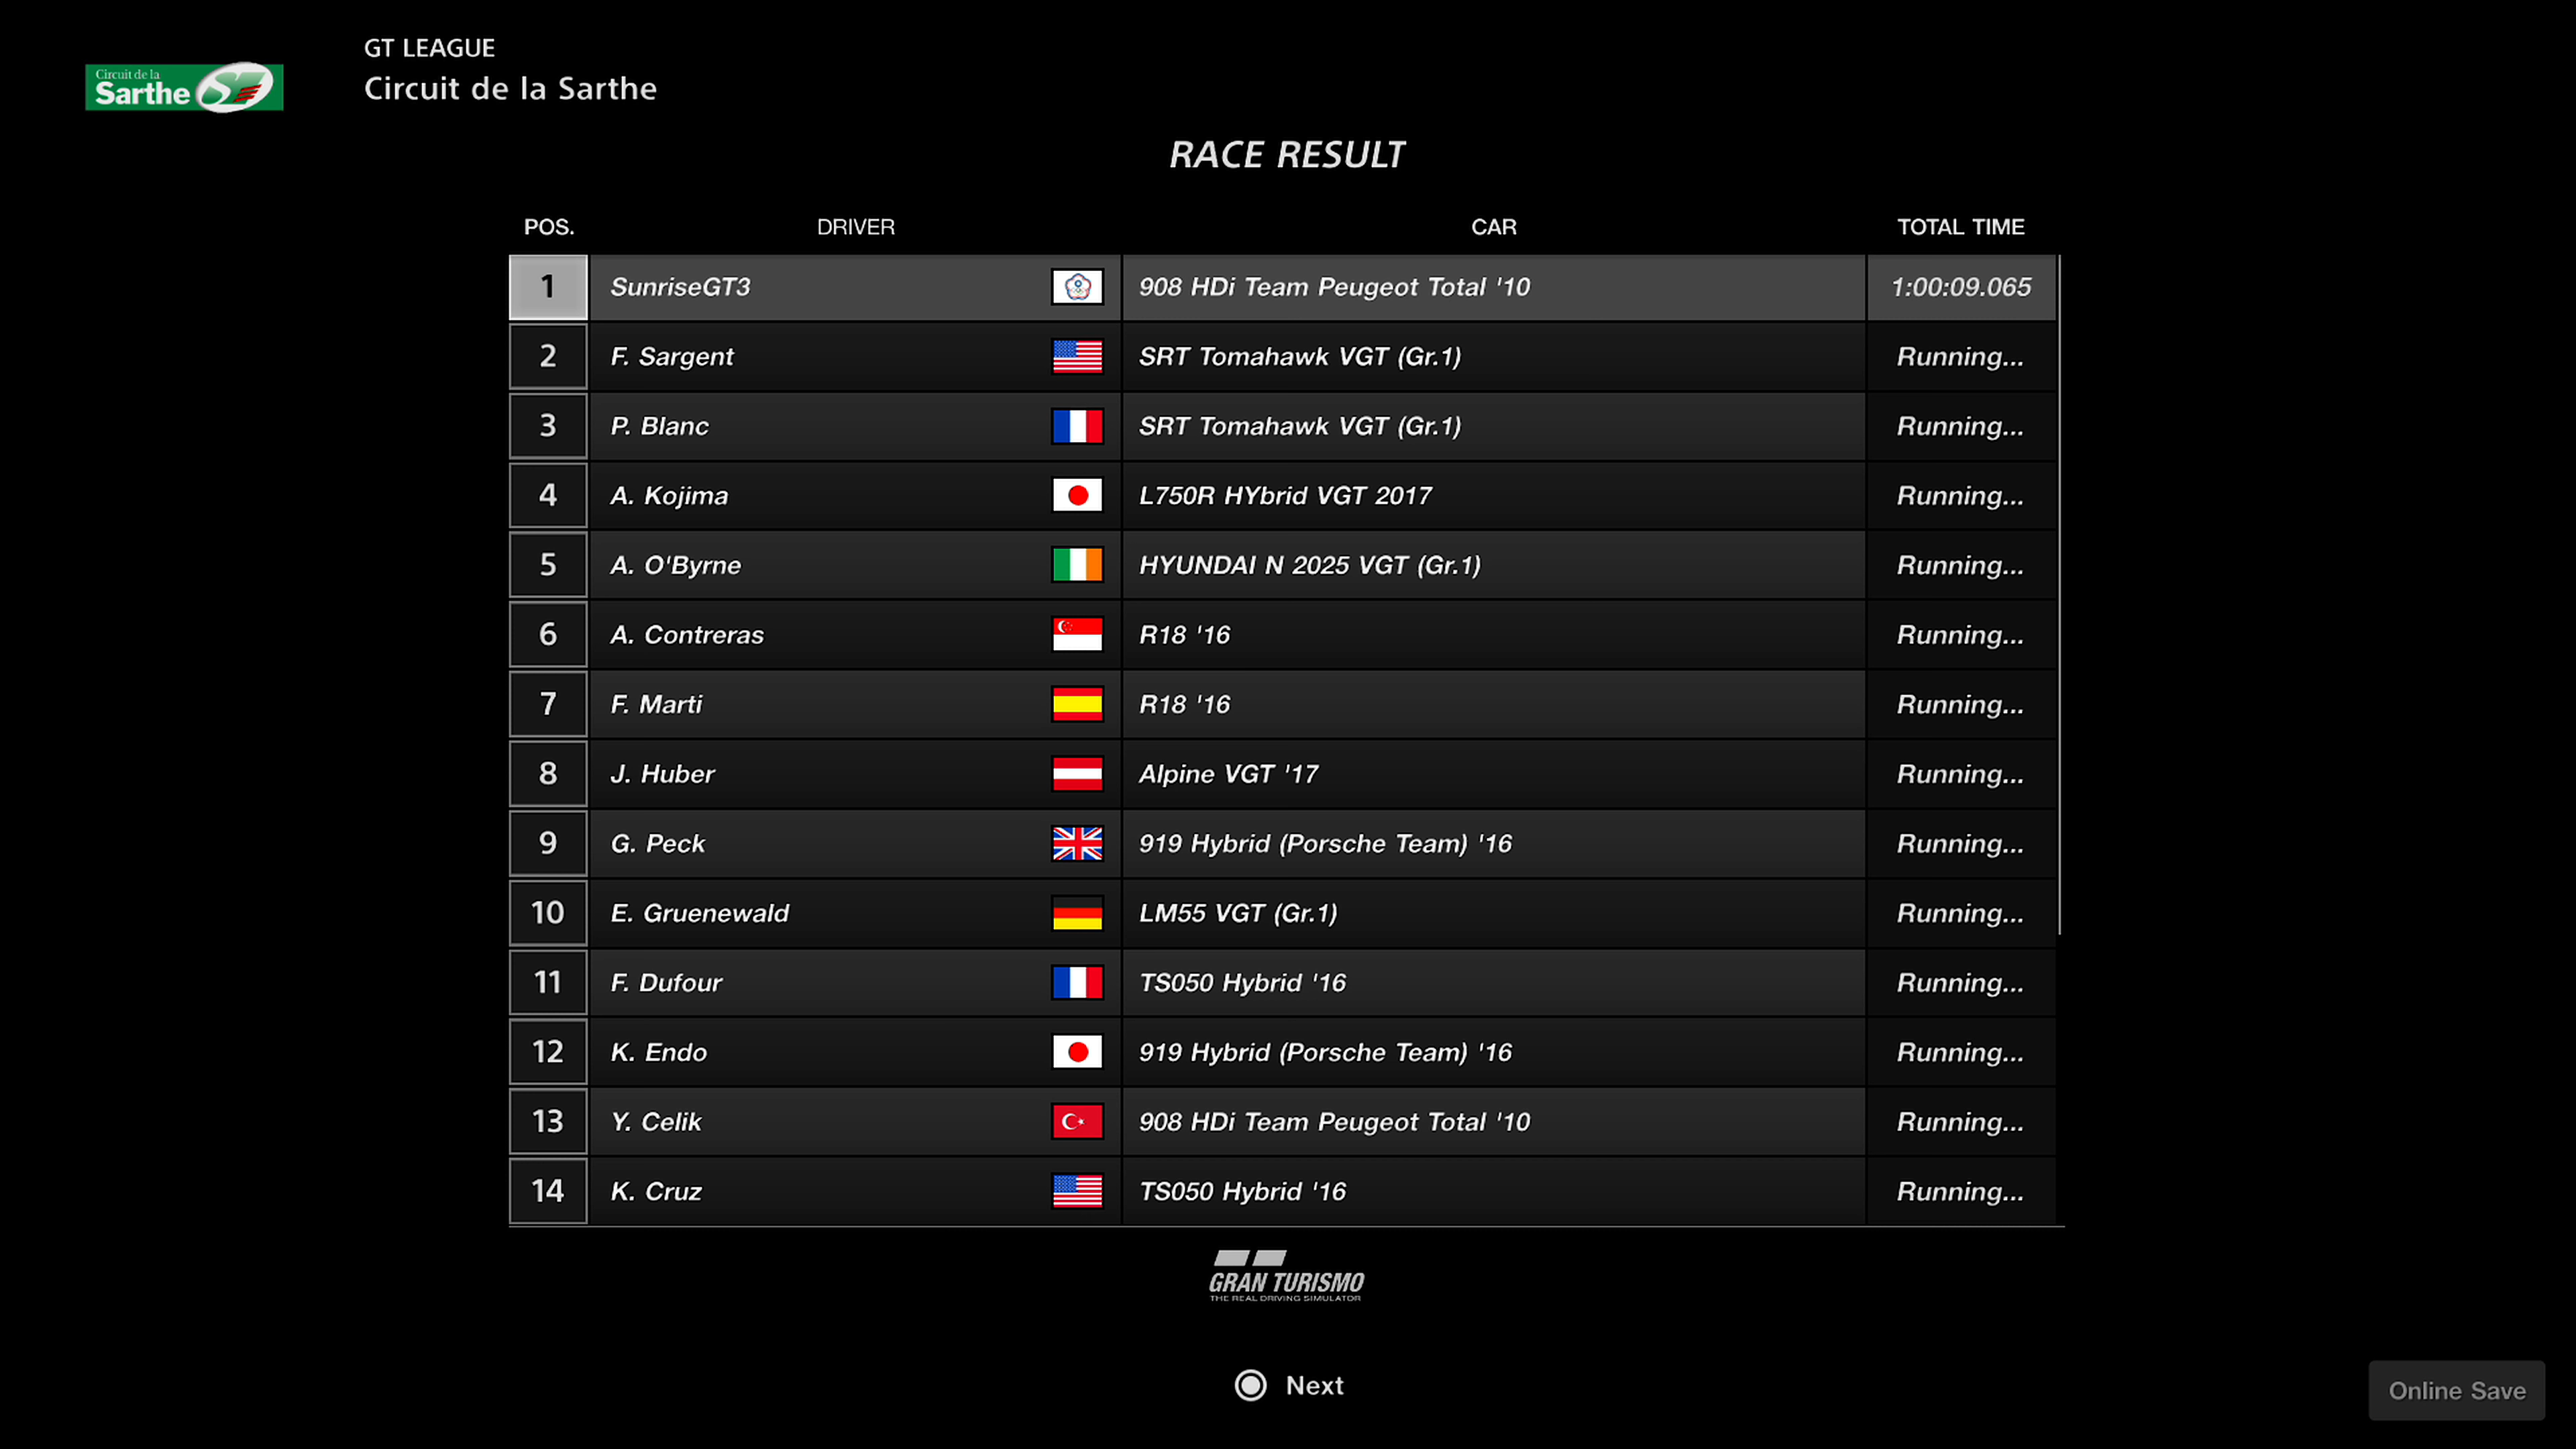 Circuit de la
Sarthe
GT LEAGUE
Circuit de la Sarthe
RACE RESULT
POS. DRIVER CAR TOTAL TIME
1 SunriseGT3 908 HDi Team Peugeot Total '10 1:00:09.065
2 F. Sargent SRT Tomahawk VGT (Gr.1) Running...
3 P. Blanc SRT Tomahawk VGT (Gr.1) Running...
4 A. Kojima L750R HYbrid VGT 2017 Running...
5 A. O'Byrne HYUNDAI N 2025 VGT (Gr.1) Running...
6 A. Contreras R18 '16 Running...
7 F. Marti R18 '16 Running...
8 J. Huber Alpine VGT '17 Running...
9 G. Peck 919 Hybrid (Porsche Team) '16 Running...
10 E. Gruenewald LM55 VGT (Gr.1) Running...
11 F. Dufour TS050 Hybrid '16 Running...
12 K. Endo 919 Hybrid (Porsche Team) '16 Running...
13 Y. Celik 908 HDi Team Peugeot Total '10 Running...
14 K. Cruz TS050 Hybrid '16 Running...
GRAN TURISMO
THE REAL DRIVING SIMULATOR
Next
Online Save